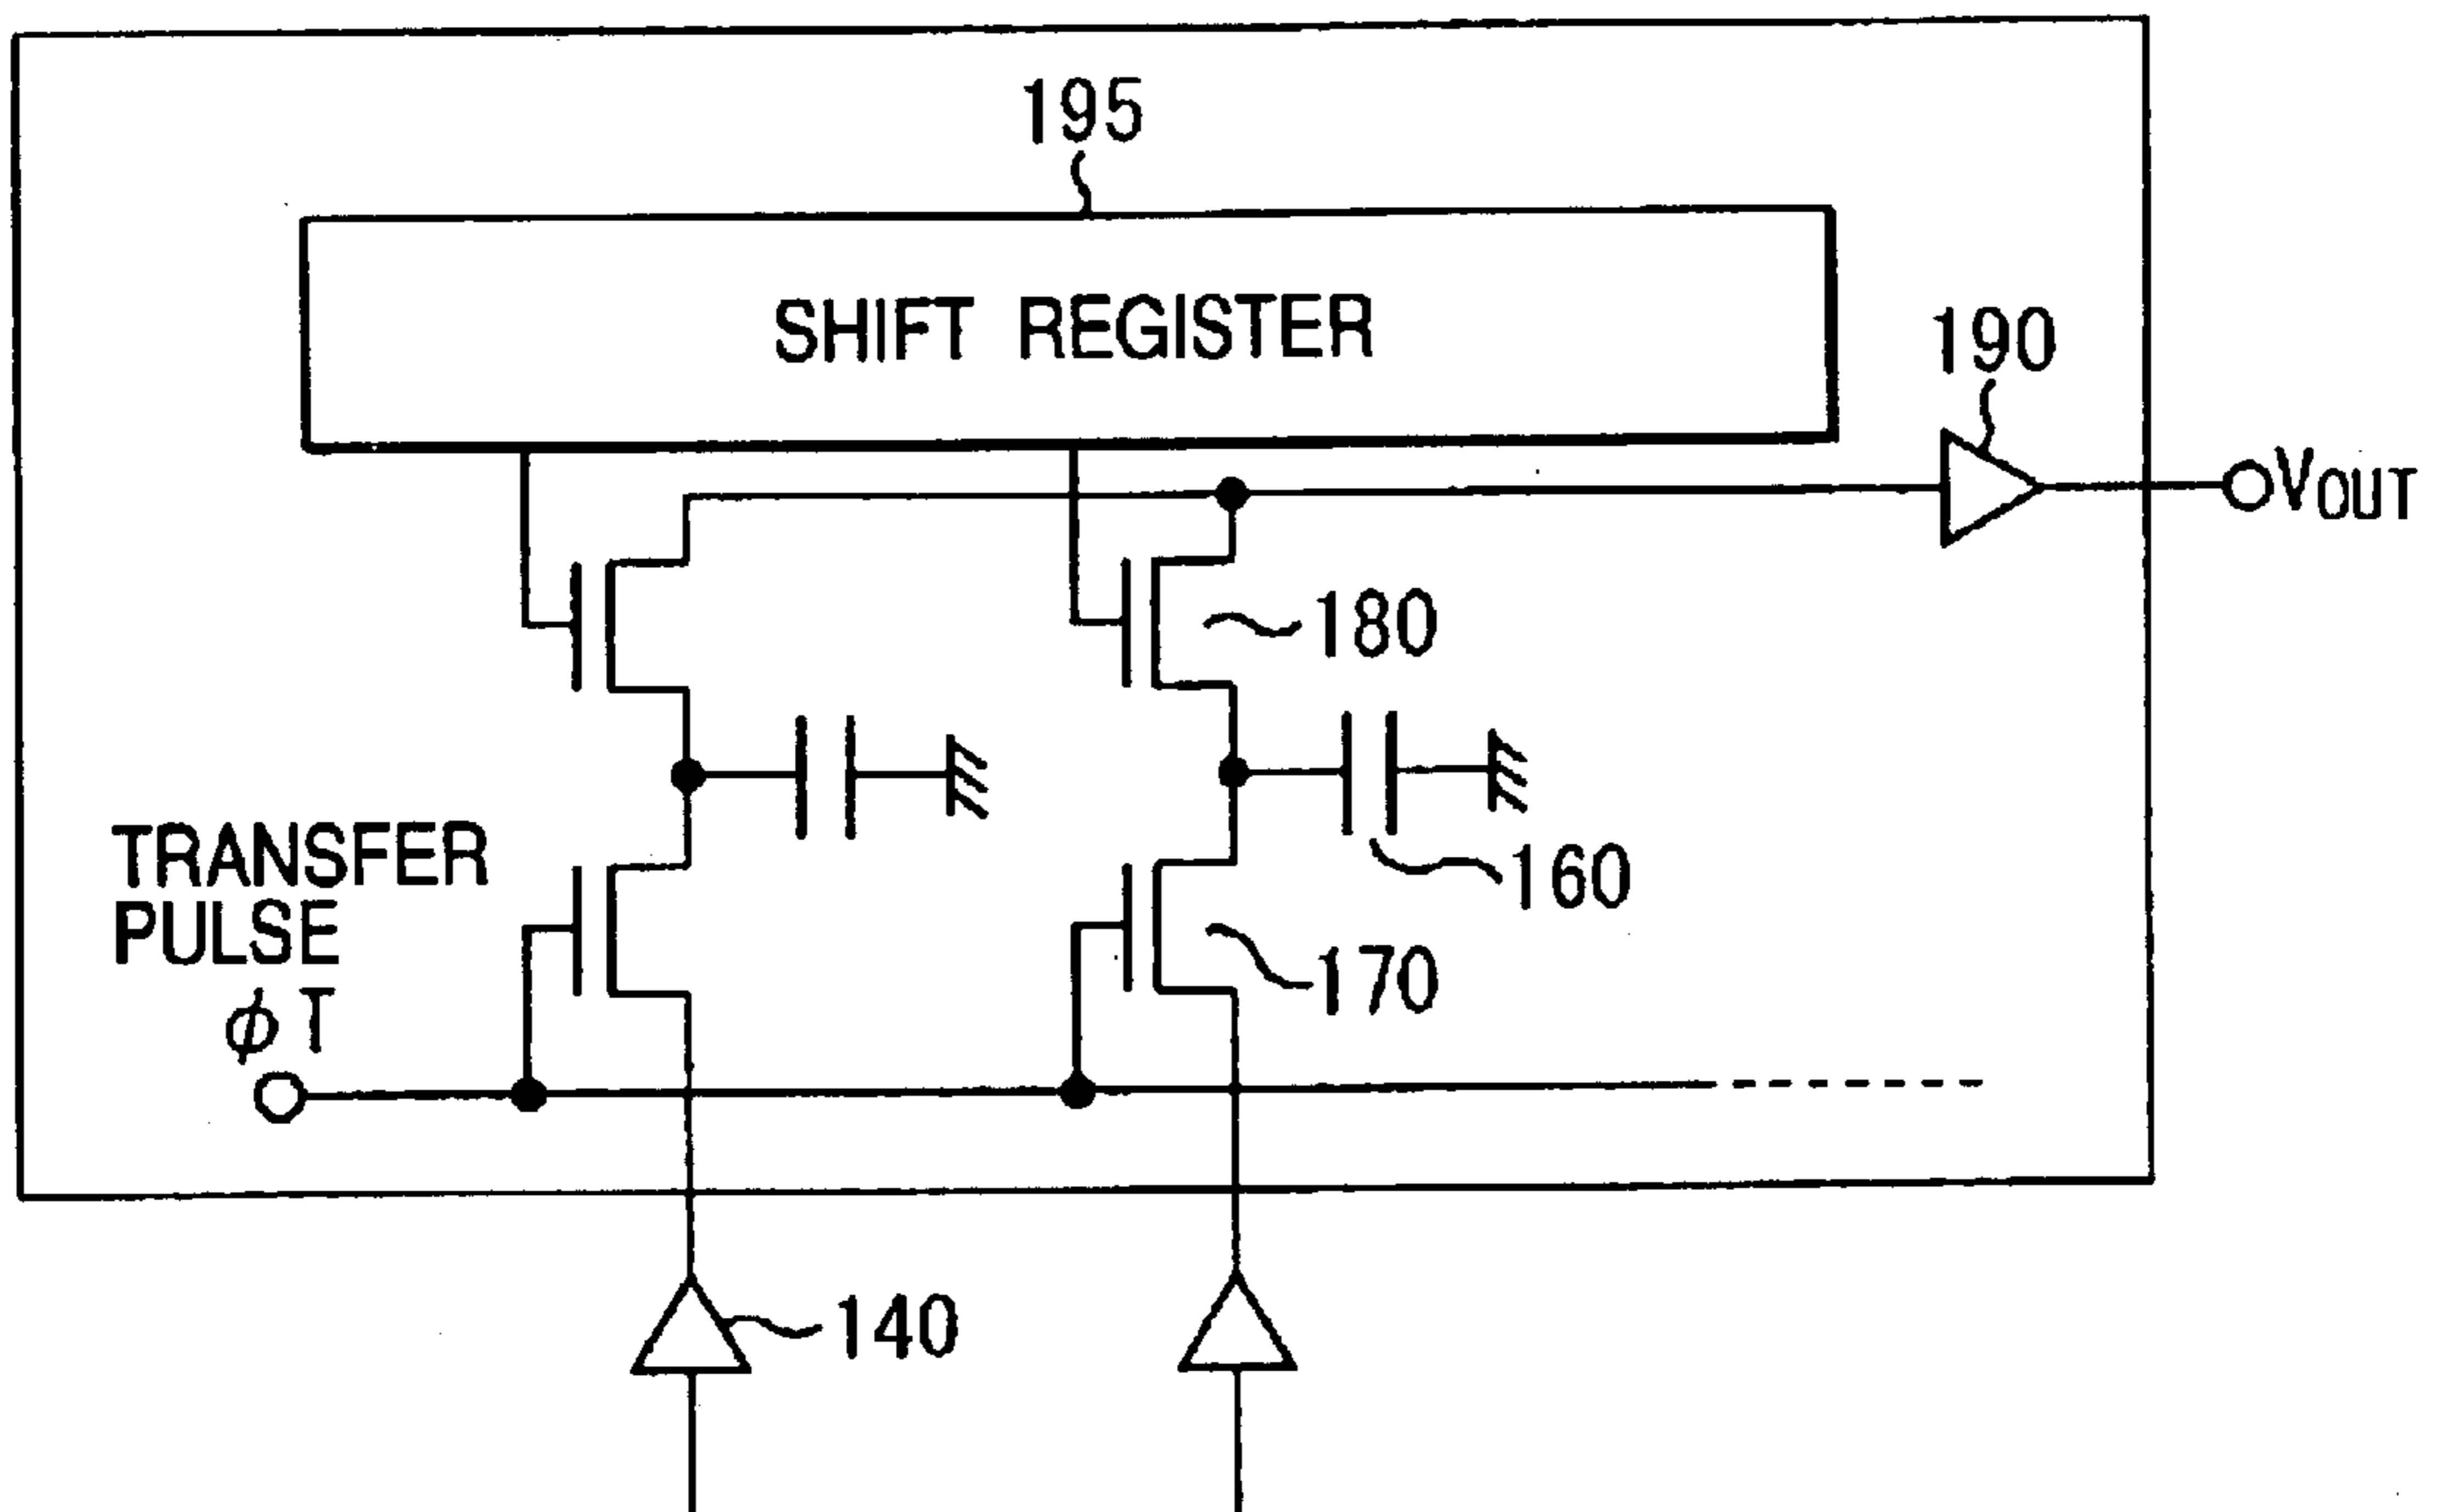 195
SHIFT REGISTER
190
VOUT
180
TRANSFER
PULSE
ϕT
160
170
140